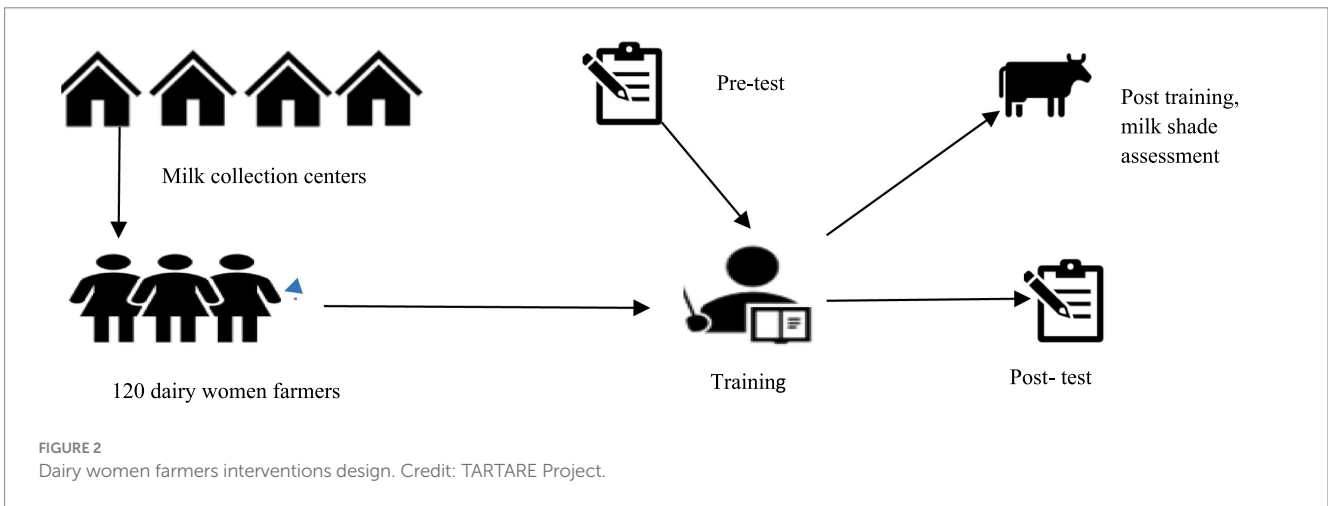 Pre-test
Post training,
milk shade
assessment
Milk collection centers
120 dairy women farmers
Training
Post- test
FIGURE 2
Dairy women farmers interventions design. Credit: TARTARE Project.